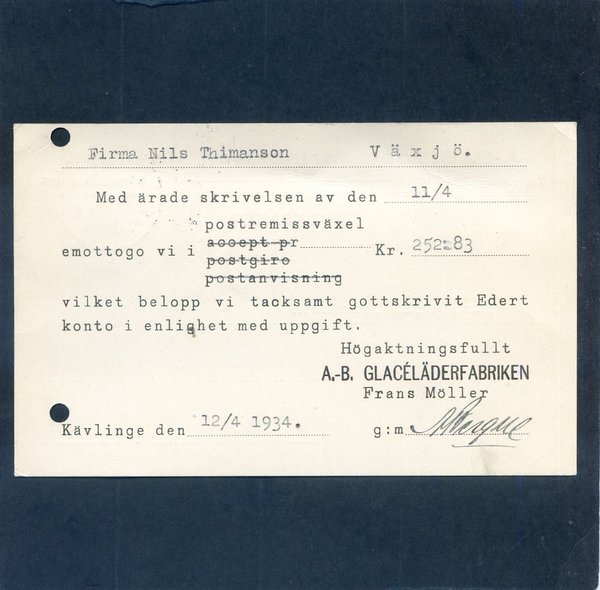 Firma Nils Thimanson Växjö.
Med ärade skrivelsen av den 11/4
postremissväxel
emottogo vi i accept pr Kr. 252:83
postgiro
postanvisning
vilket belopp vi tacksamt gottskrivit Edert
konto i enlighet med uppgift.
Högaktningsfullt
A.-B. GLACÉLÄDERFABRIKEN
Frans Möller
Kävlinge den 12/4 1934. g:m